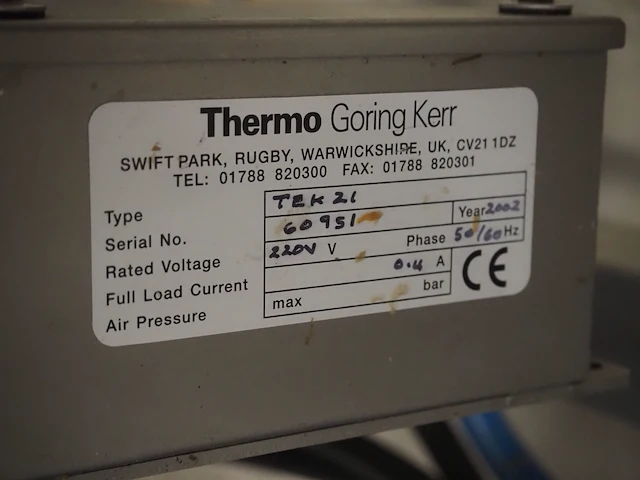 Thermo Goring Kerr
SWIFT PARK, RUGBY, WARWICKSHIRE, UK, CV21 1DZ
TEL: 01788 820300 FAX: 01788 820301
Type TEK 21
Serial No. 60951 Year 2002
Rated Voltage 220V V Phase 50/60 Hz
Full Load Current 0.4 A
Air Pressure max bar
CE